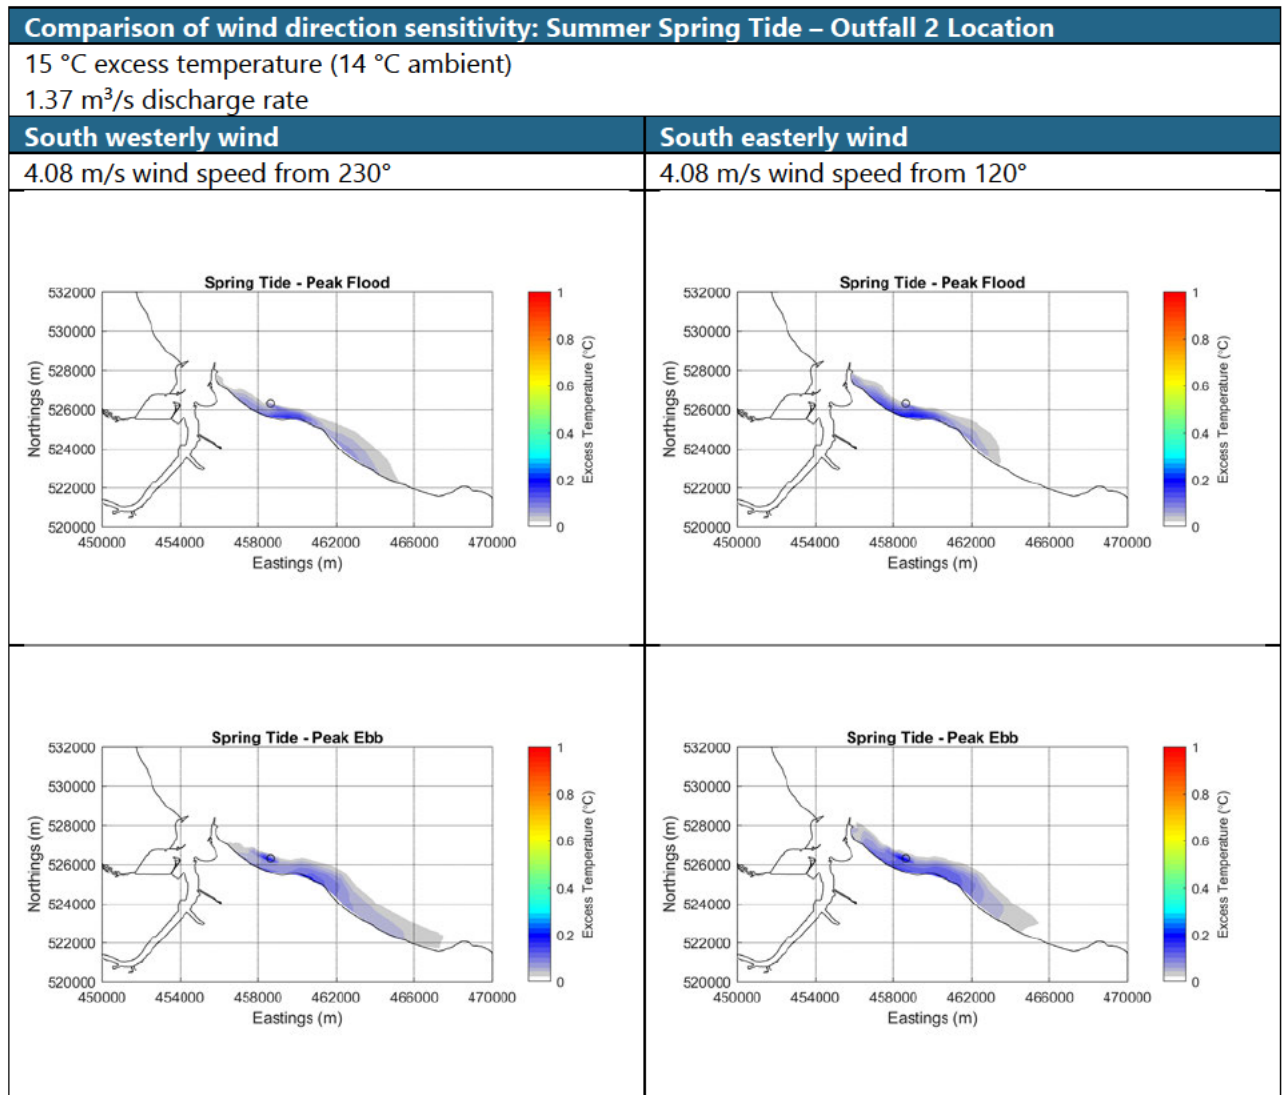 Comparison of wind direction sensitivity: Summer Spring Tide – Outfall 2 Location
15 °C excess temperature (14 °C ambient)
1.37 m³/s discharge rate
South westerly wind
South easterly wind
4.08 m/s wind speed from 230°
4.08 m/s wind speed from 120°
Spring Tide - Peak Flood
532000
530000
528000
526000
524000
522000
520000
Northings (m)
450000 454000 458000 462000 466000 470000
Eastings (m)
1
0.8
0.6
0.4
0.2
0
Excess Temperature (°C)
Spring Tide - Peak Flood
532000
530000
528000
526000
524000
522000
520000
Northings (m)
450000 454000 458000 462000 466000 470000
Eastings (m)
1
0.8
0.6
0.4
0.2
0
Excess Temperature (°C)
Spring Tide - Peak Ebb
532000
530000
528000
526000
524000
522000
520000
Northings (m)
450000 454000 458000 462000 466000 470000
Eastings (m)
1
0.8
0.6
0.4
0.2
0
Excess Temperature (°C)
Spring Tide - Peak Ebb
532000
530000
528000
526000
524000
522000
520000
Northings (m)
450000 454000 458000 462000 466000 470000
Eastings (m)
1
0.8
0.6
0.4
0.2
0
Excess Temperature (°C)